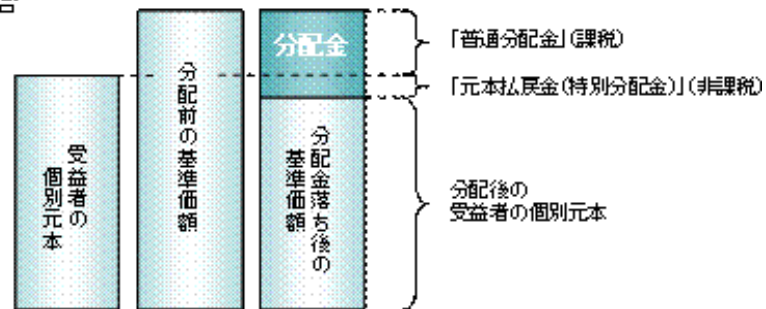 分配金
「普通分配金」(課税)
「元本払戻金(特別分配金)」(非課税)
受益者の
個別元本
分配前の基準価額
分配金落ち後の
基準価額
分配後の
受益者の個別元本